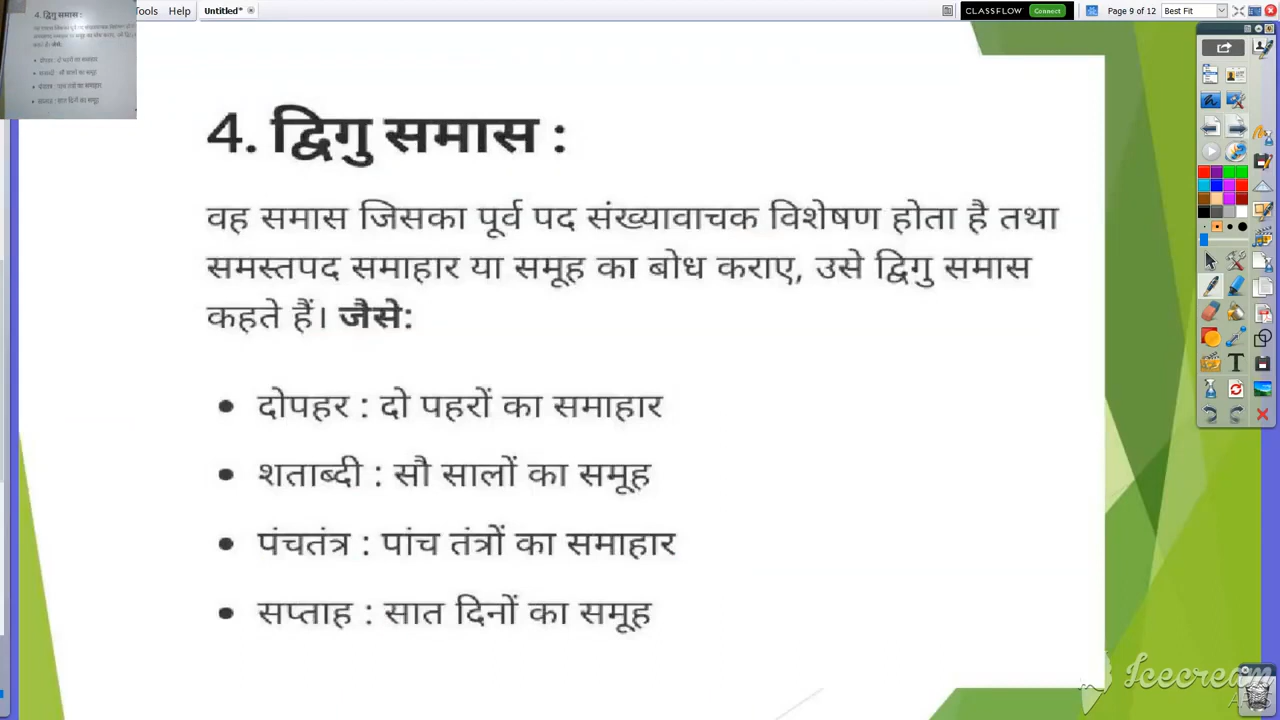 Tools Help Untitled* CLASSFLOW Connect Page 9 of 12 Best Fit
4. द्विगु समास :
वह समास जिसका पूर्व पद संख्यावाचक विशेषण होता है तथा
समस्तपद समाहार या समूह का बोध कराए, उसे द्विगु समास
कहते हैं। जैसे:
• दोपहर : दो पहरों का समाहार
• शताब्दी : सौ सालों का समूह
• पंचतंत्र : पांच तंत्रों का समाहार
• सप्ताह : सात दिनों का समूह
Icecream